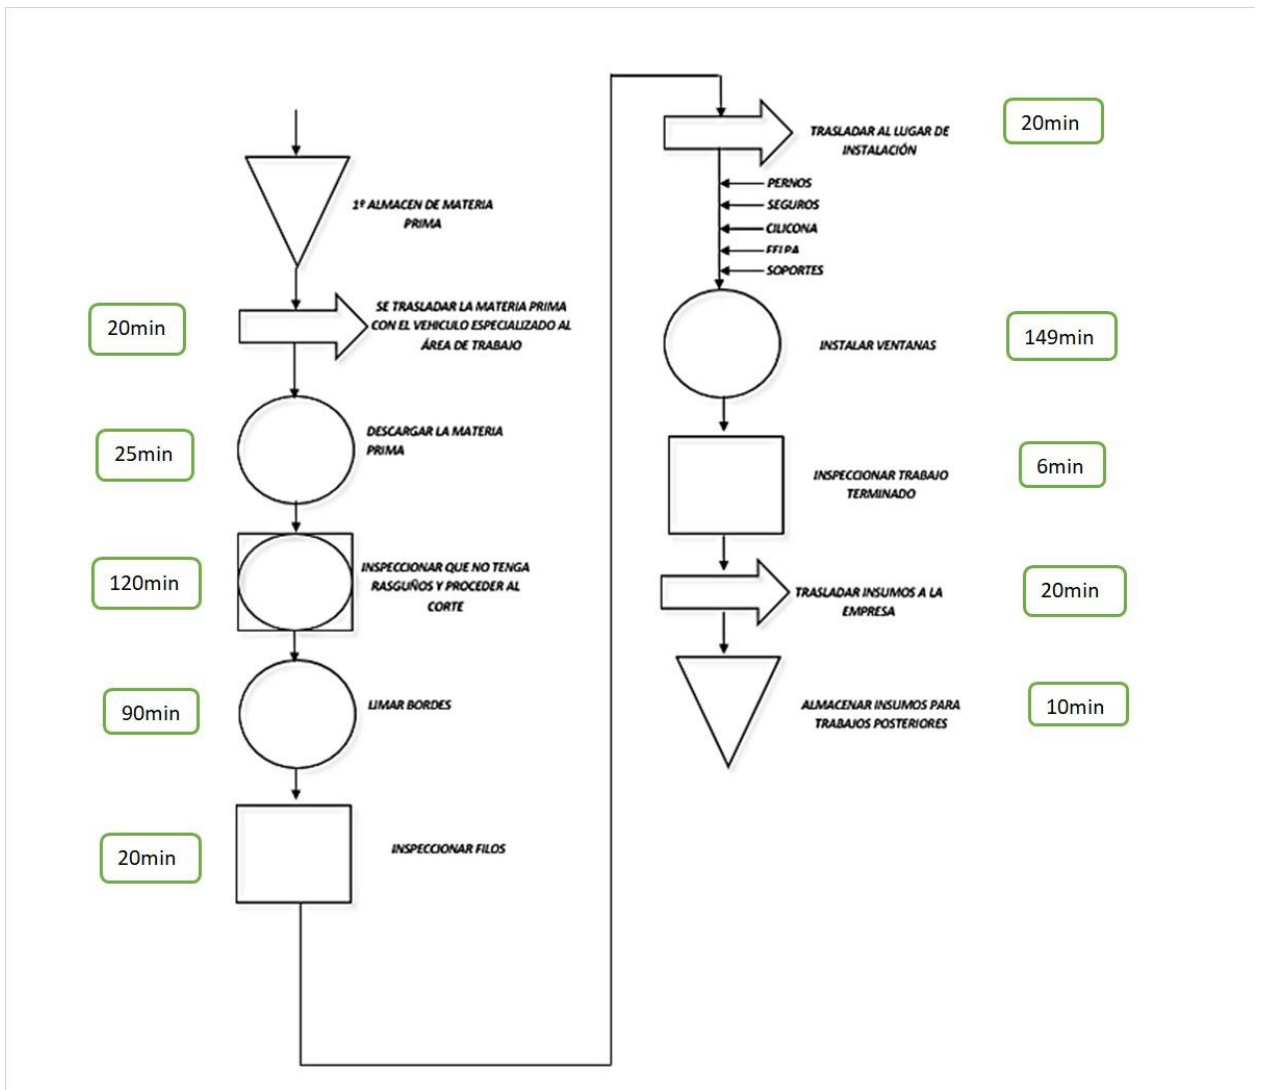 1º ALMACEN DE MATERIA
PRIMA
20min
SE TRASLADAR LA MATERIA PRIMA
CON EL VEHICULO ESPECIALIZADO AL
ÁREA DE TRABAJO
25min
DESCARGAR LA MATERIA
PRIMA
120min
INSPECCIONAR QUE NO TENGA
RASGUÑOS Y PROCEDER AL
CORTE
90min
LIMAR BORDES
20min
INSPECCIONAR FILOS
TRASLADAR AL LUGAR DE
INSTALACIÓN
20min
PERNOS
SEGUROS
CILICONA
FELPA
SOPORTES
INSTALAR VENTANAS
149min
INSPECCIONAR TRABAJO
TERMINADO
6min
TRASLADAR INSUMOS A LA
EMPRESA
20min
ALMACENAR INSUMOS PARA
TRABAJOS POSTERIORES
10min